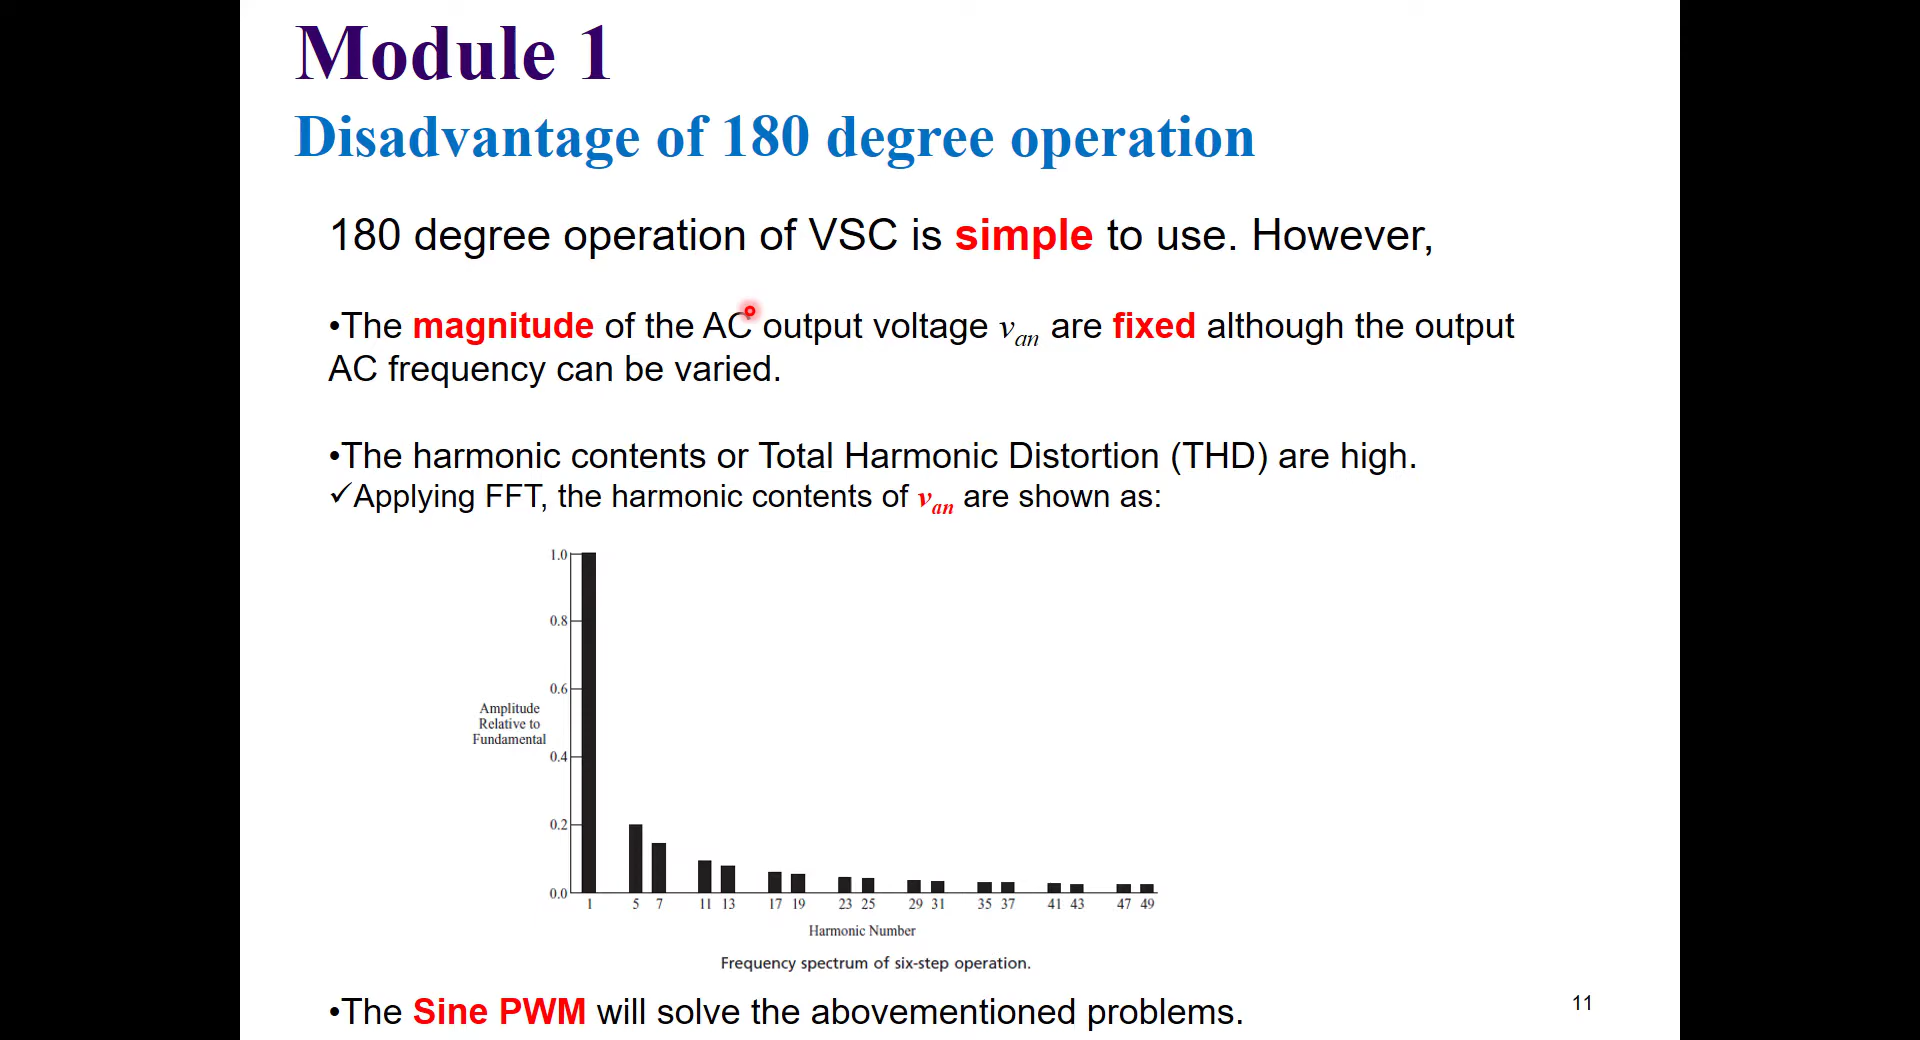 Module 1
Disadvantage of 180 degree operation
180 degree operation of VSC is simple to use. However,
•The magnitude of the AC output voltage van are fixed although the output
AC frequency can be varied.
•The harmonic contents or Total Harmonic Distortion (THD) are high.
✓Applying FFT, the harmonic contents of van are shown as:
1.0
0.8
0.6
Amplitude
Relative to
Fundamental
0.4
0.2
0.0
1 5 7 11 13 17 19 23 25 29 31 35 37 41 43 47 49
Harmonic Number
Frequency spectrum of six-step operation.
•The Sine PWM will solve the abovementioned problems.
11